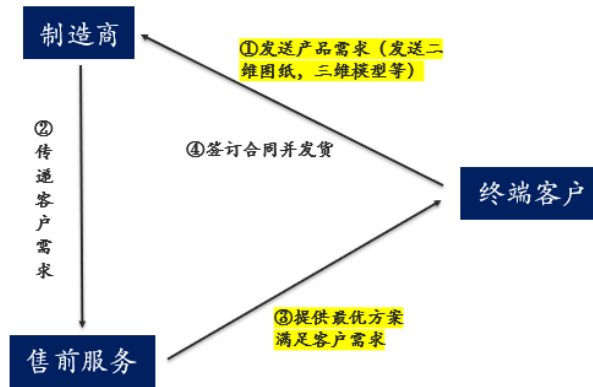 制造商
①发送产品需求（发送二
维图纸，三维模型等）
②
传
递
客
户
需
求
④签订合同并发货
终端客户
③提供最优方案
满足客户需求
售前服务